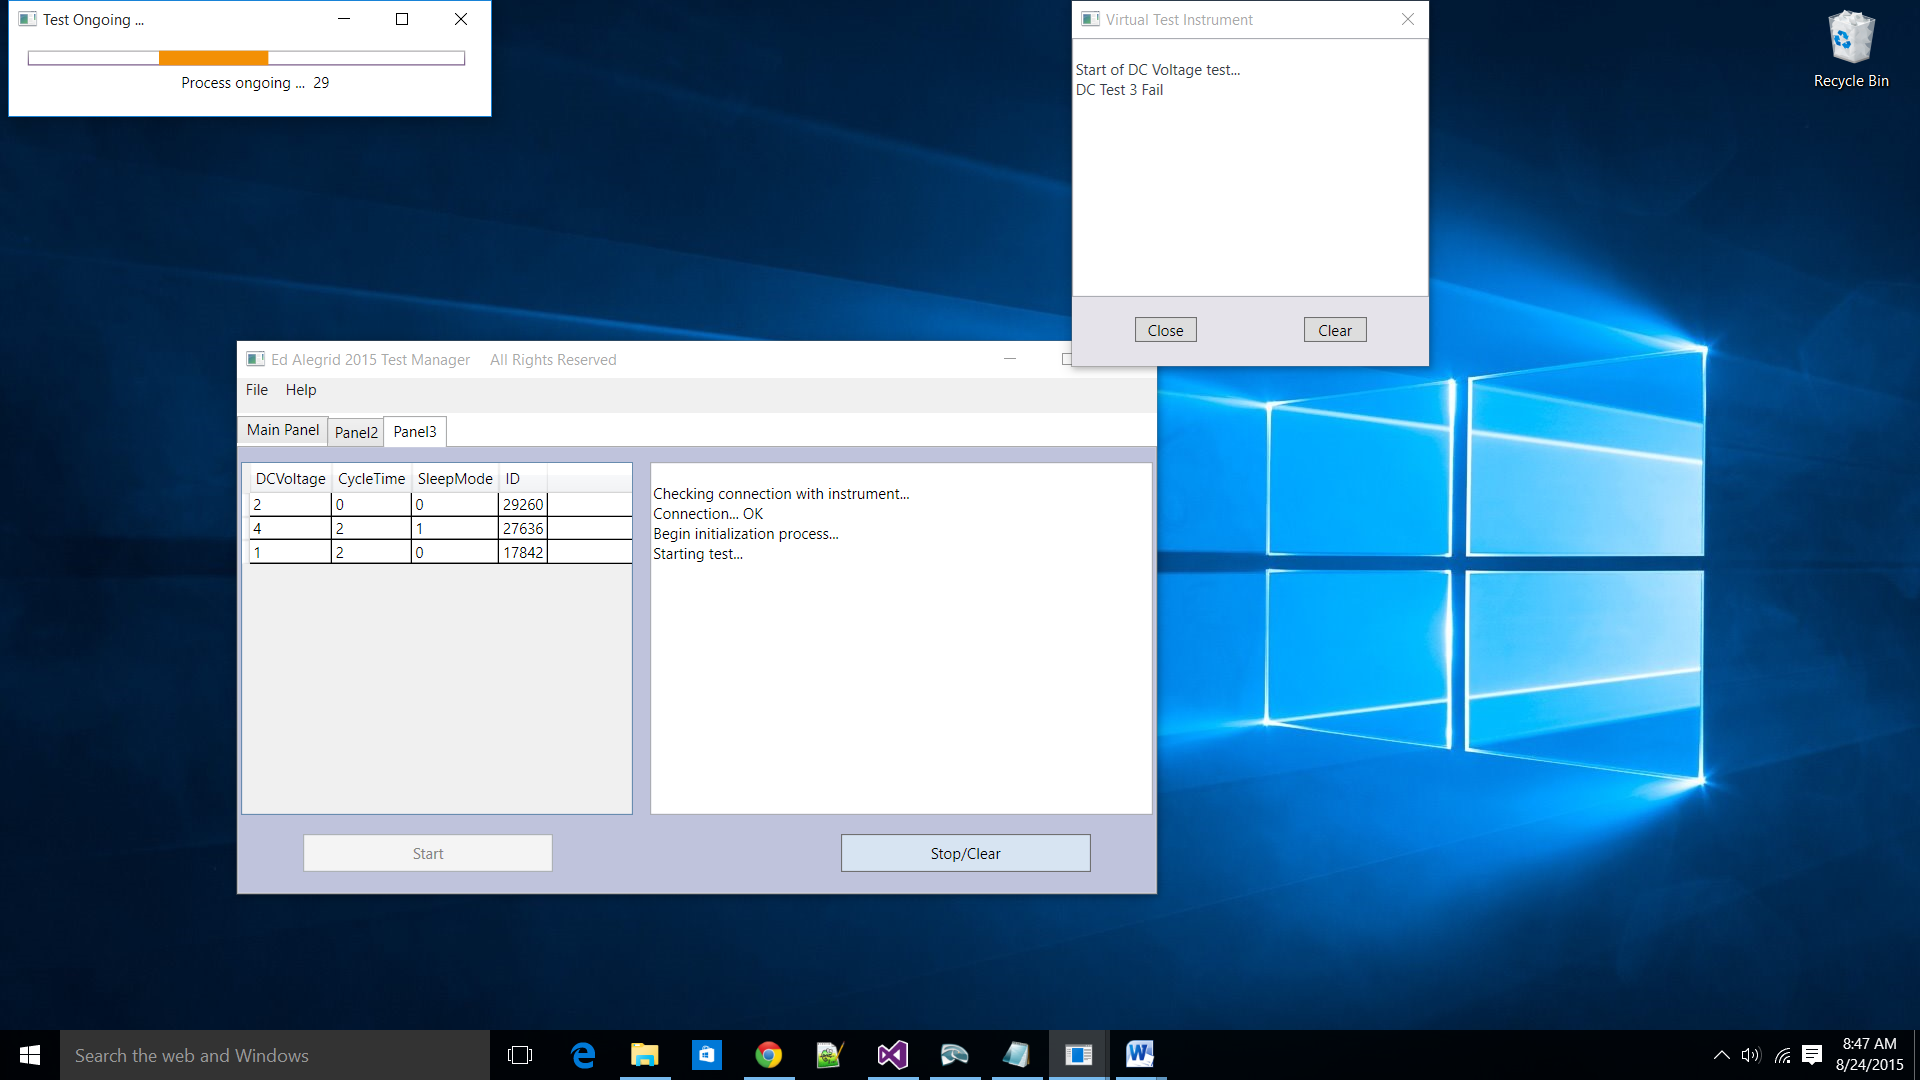 Test Ongoing ...
Process ongoing ... 29
Virtual Test Instrument
Start of DC Voltage test...
DC Test 3 Fail
Close Clear
Recycle Bin
Ed Alegrid 2015 Test Manager All Rights Reserved
File Help
Main Panel Panel2 Panel3
DCVoltage CycleTime SleepMode ID
2 0 0 29260
4 2 1 27636
1 2 0 17842
Checking connection with instrument...
Connection... OK
Begin initialization process...
Starting test...
Start Stop/Clear
Search the web and Windows
8:47 AM
8/24/2015